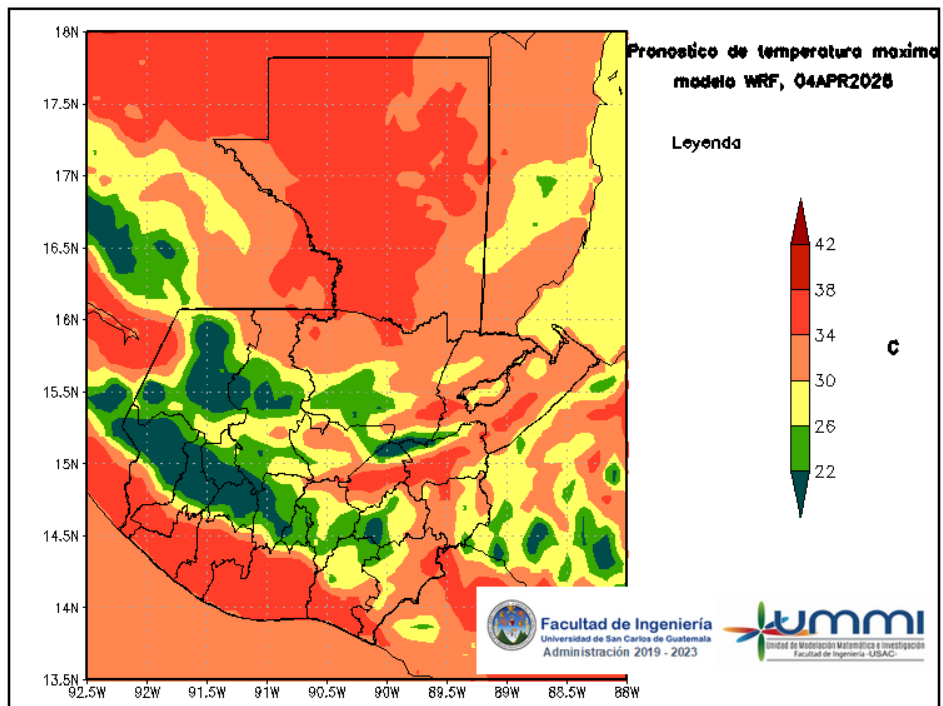 Pronostico de temperatura maxima
modelo WRF, 04APR2026
Leyenda
18N
17.5N
17N
16.5N
16N
15.5N
15N
14.5N
14N
13.5N
92.5W 92W 91.5W 91W 90.5W 90W 89.5W 89W 88.5W 88W
42
38
34
30
26
22
C
Facultad de Ingeniería
Universidad de San Carlos de Guatemala
Administración 2019 - 2023
UMMI
Unidad de Modelación Matemática e Investigación
Facultad de Ingeniería -USAC-